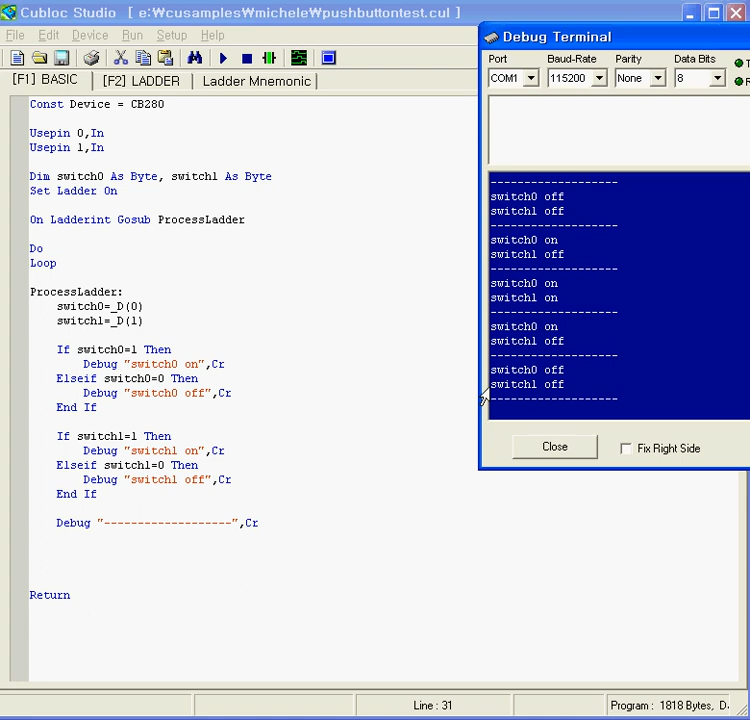 Cubloc Studio [ e:₩cusamples₩michele₩pushbuttontest.cul ]
File Edit Device Run Setup Help
[F1] BASIC [F2] LADDER Ladder Mnemonic
Const Device = CB280
Usepin 0,In
Usepin 1,In
Dim switch0 As Byte, switch1 As Byte
Set Ladder On
On Ladderint Gosub ProcessLadder
Do
Loop
ProcessLadder:
switch0=_D(0)
switch1=_D(1)
If switch0=1 Then
Debug "switch0 on",Cr
Elseif switch0=0 Then
Debug "switch0 off",Cr
End If
If switch1=1 Then
Debug "switch1 on",Cr
Elseif switch1=0 Then
Debug "switch1 off",Cr
End If
Debug "-------------------",Cr
Return
Debug Terminal
Port Baud-Rate Parity Data Bits T
COM1 115200 None 8 R
-------------------
switch0 off
switch1 off
-------------------
switch0 on
switch1 off
-------------------
switch0 on
switch1 on
-------------------
switch0 on
switch1 off
-------------------
switch0 off
switch1 off
-------------------
Close Fix Right Side
Line : 31 Program : 1818 Bytes, D